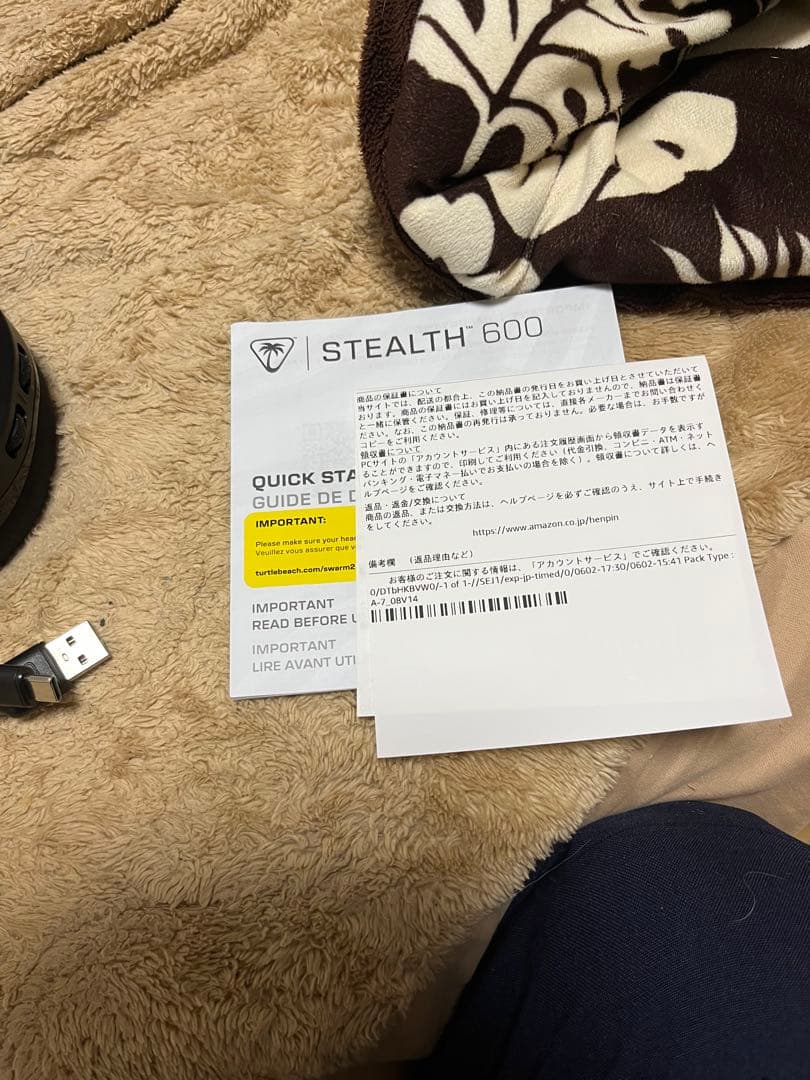 STEALTH™ 600
QUICK STA
GUIDE DE D
IMPORTANT:
Please make sure your head
Veuillez vous assurer que v
turtlebeach.com/swarm2
IMPORTANT
READ BEFORE U
IMPORTANT
LIRE AVANT UTI
商品の保証書について
当サイトでは、配送の都合上、この納品書の発行日をお買い上げ日とさせていただいて
おります。商品の保証書にはお買い上げ日を記入しておりませんので、納品書は保証書
と一緒に保管ください。保証、修理等については、直接各メーカーまでお問い合わせく
ださい。なお、この納品書の再発行は承っておりません。必要な場合は、お手数ですが
コピーをご利用ください。
領収書について
PCサイトの「アカウントサービス」内にある注文履歴画面から領収書データを表示す
ることができますので、印刷してご利用ください（代金引換、コンビニ・ATM・ネット
バンキング・電子マネー払いでお支払いの場合を除く）。領収書について詳しくは、ヘ
ルプページをご確認ください。
返品・返金/交換について
商品の返品、または交換方法は、ヘルプページを必ずご確認のうえ、サイト上で手続き
をしてください。
https://www.amazon.co.jp/henpin
備考欄 （返品理由など）
お客様のご注文に関する情報は、「アカウントサービス」でご確認ください。
0/DTbHKBVW0/-1 of 1-//SEJ1/exp-jp-timed/0/0602-17:30/0602-15:41 Pack Type :
A-7_08V14